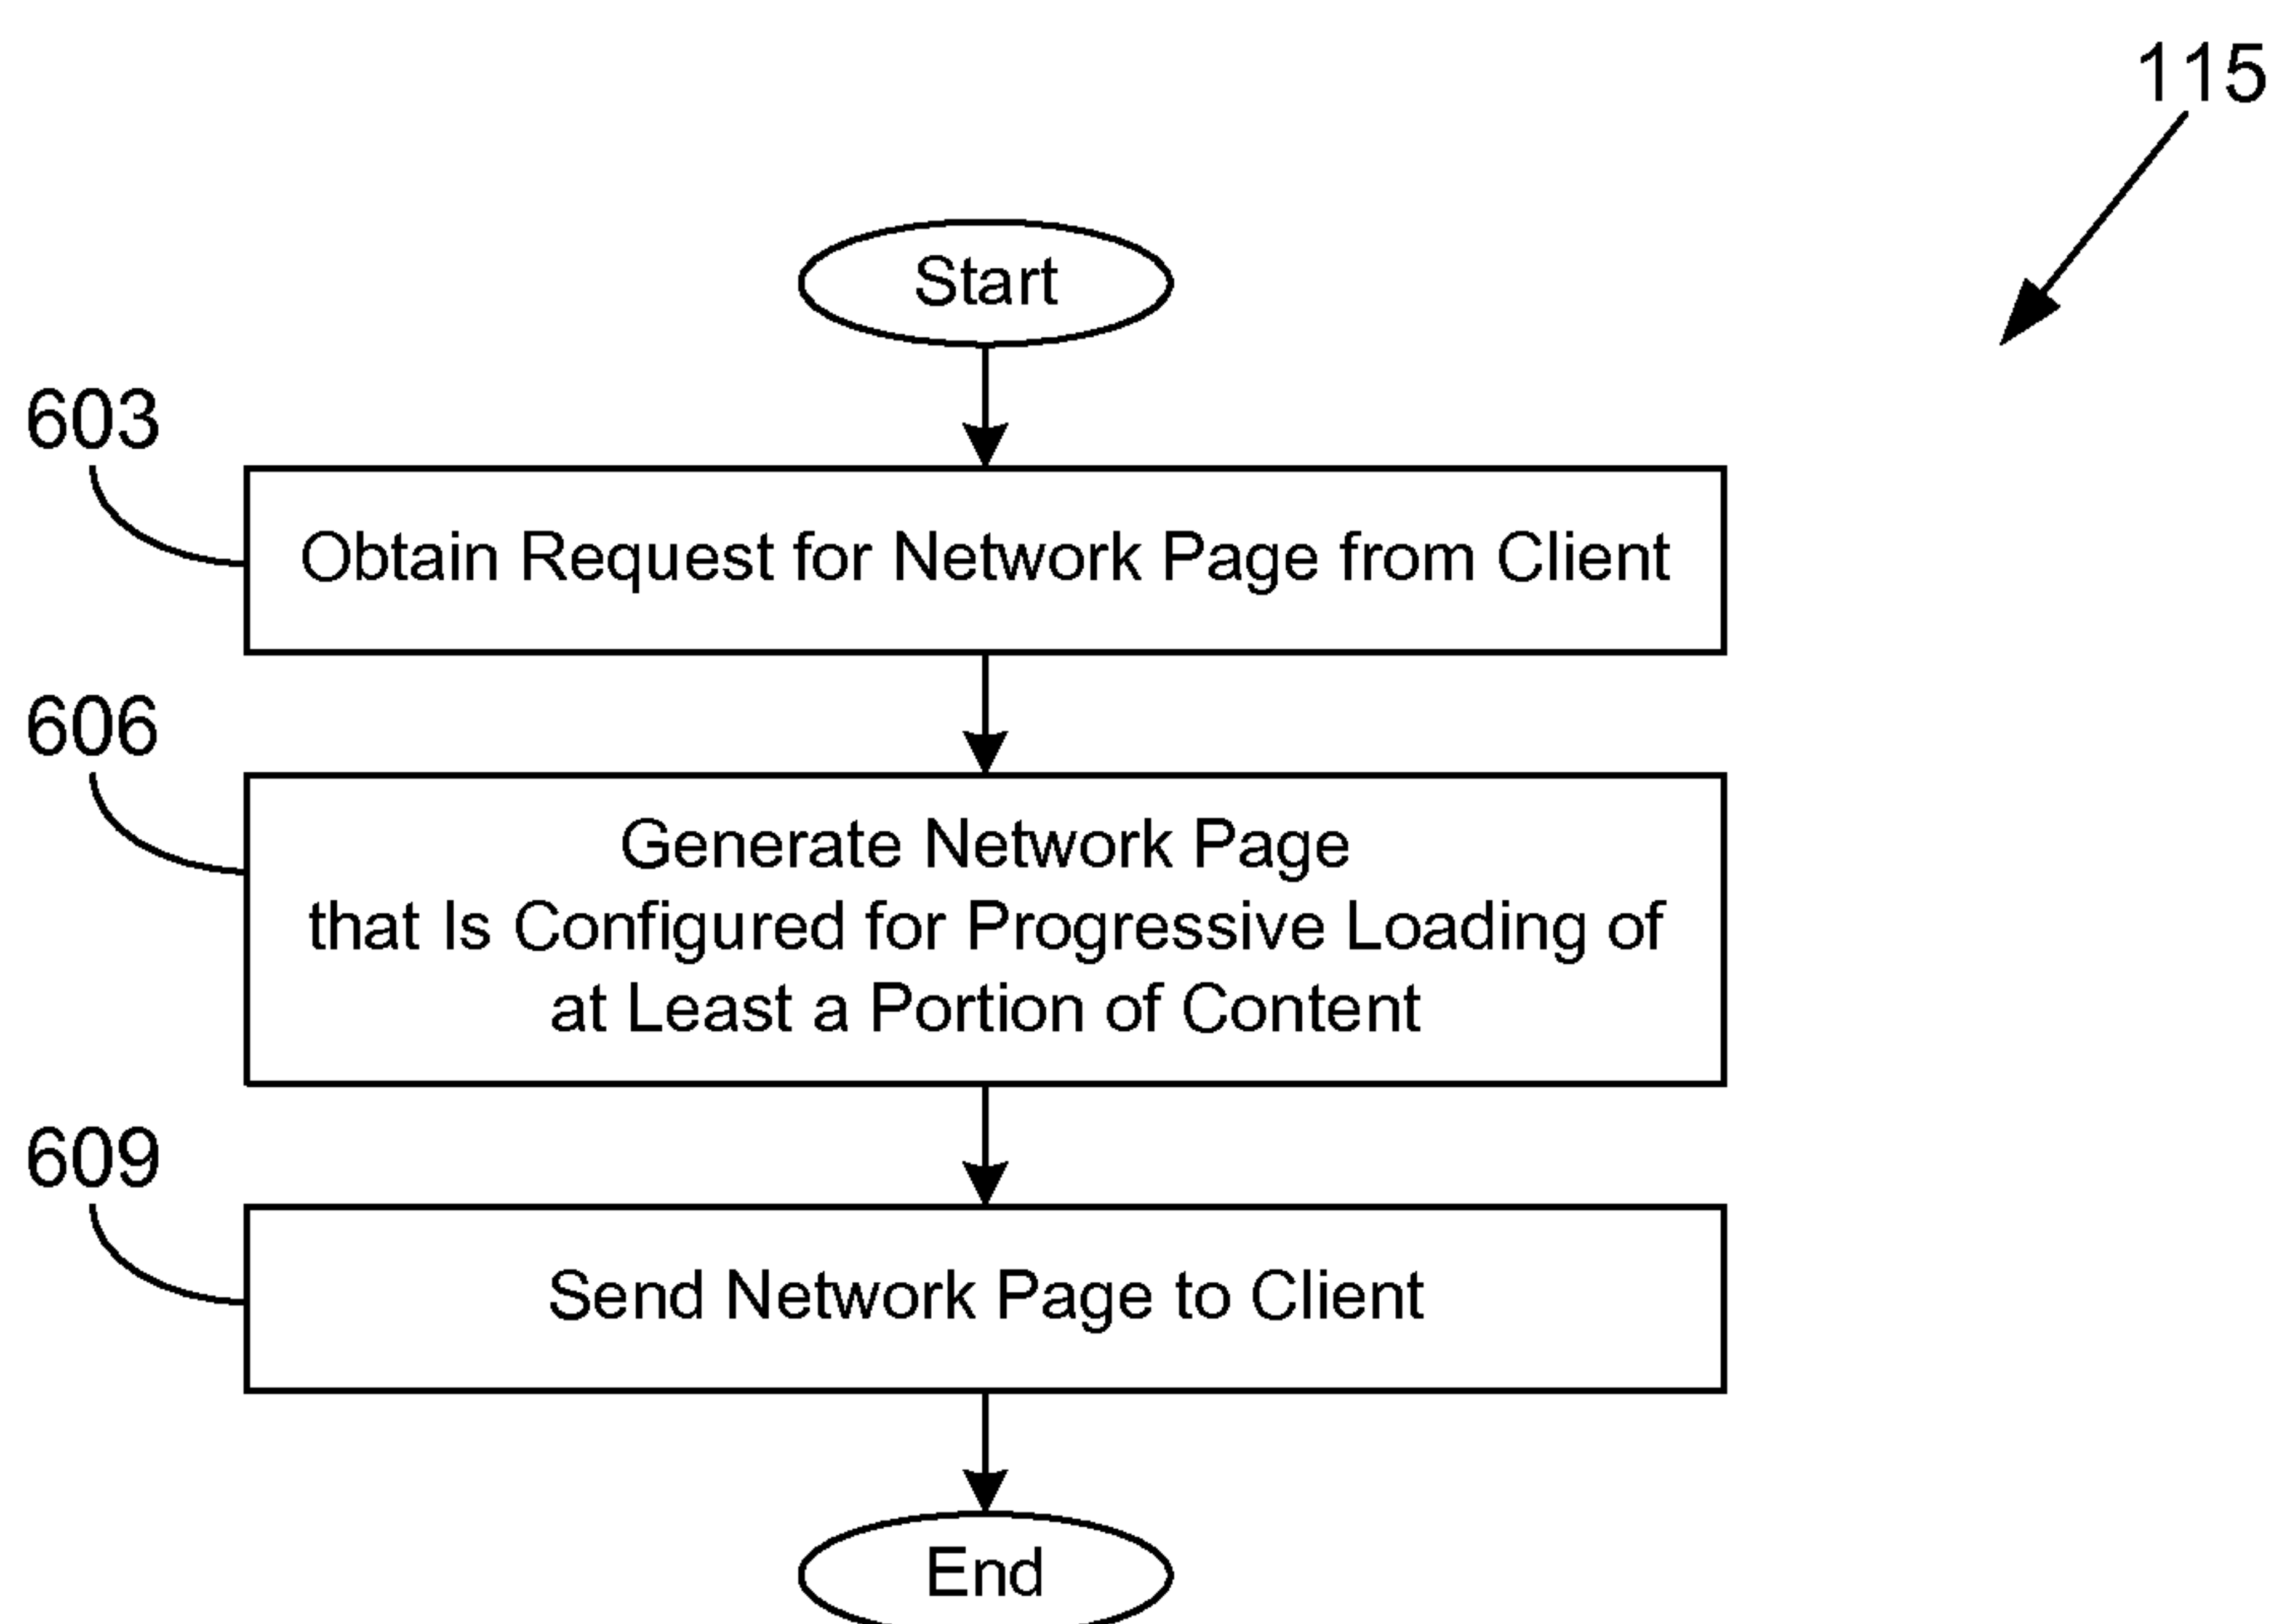 115
Start
603
Obtain Request for Network Page from Client
606
Generate Network Page
that Is Configured for Progressive Loading of
at Least a Portion of Content
609
Send Network Page to Client
End